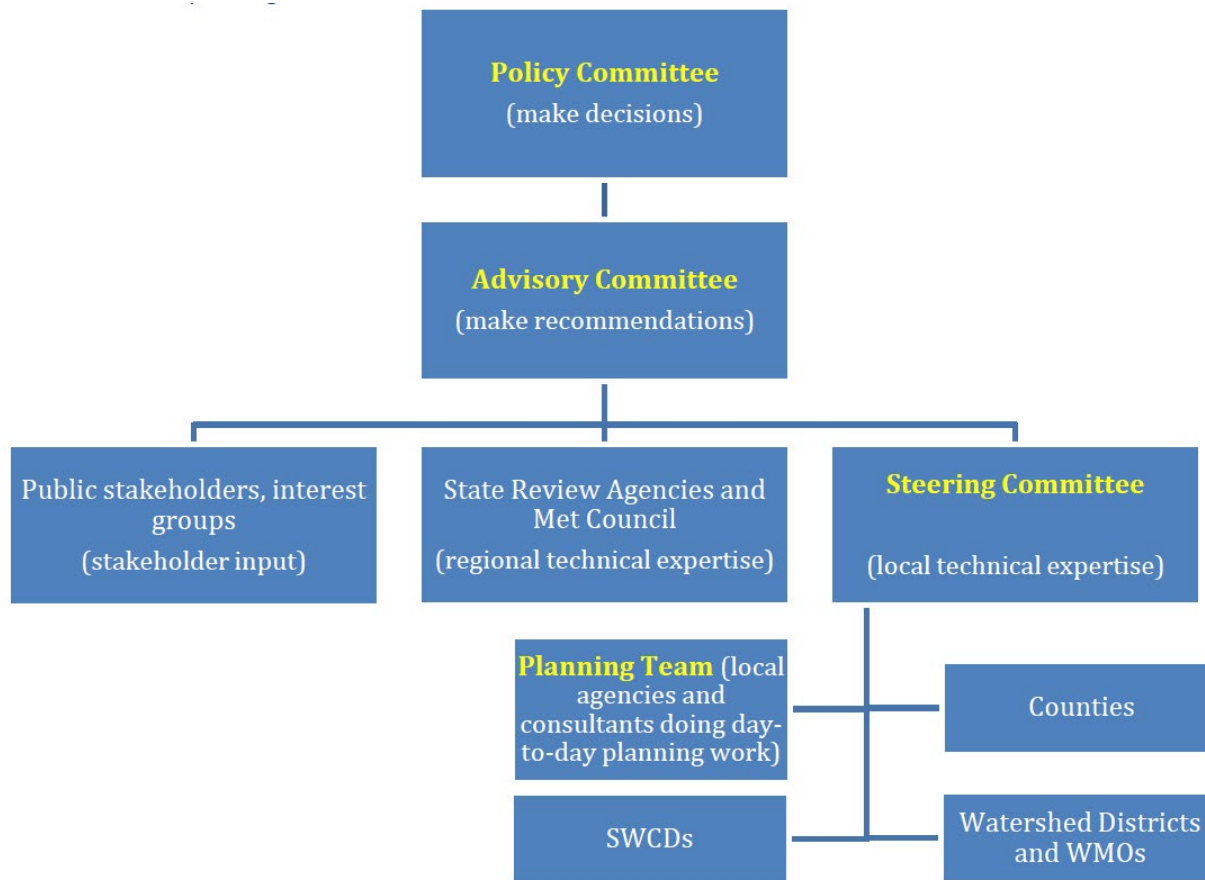 Policy Committee
(make decisions)
Advisory Committee
(make recommendations)
Public stakeholders, interest
groups
(stakeholder input)
State Review Agencies and
Met Council
(regional technical expertise)
Steering Committee
(local technical expertise)
Planning Team (local
agencies and
consultants doing day-
to-day planning work)
Counties
SWCDs
Watershed Districts
and WMOs